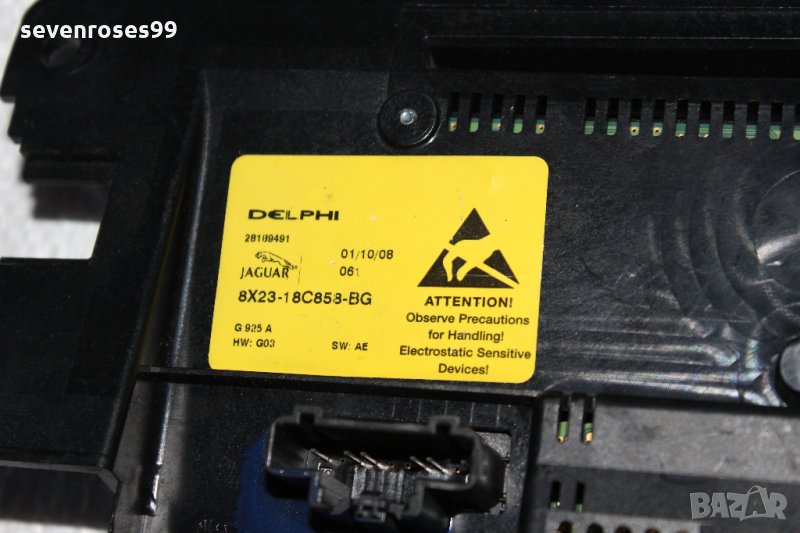 sevenroses99
DELPHI
28189491
01/10/08
JAGUAR
061
8X23-18C858-BG
G 925 A
HW: G03
SW: AE
ATTENTION!
Observe Precautions
for Handling!
Electrostatic Sensitive
Devices!
BAZAR